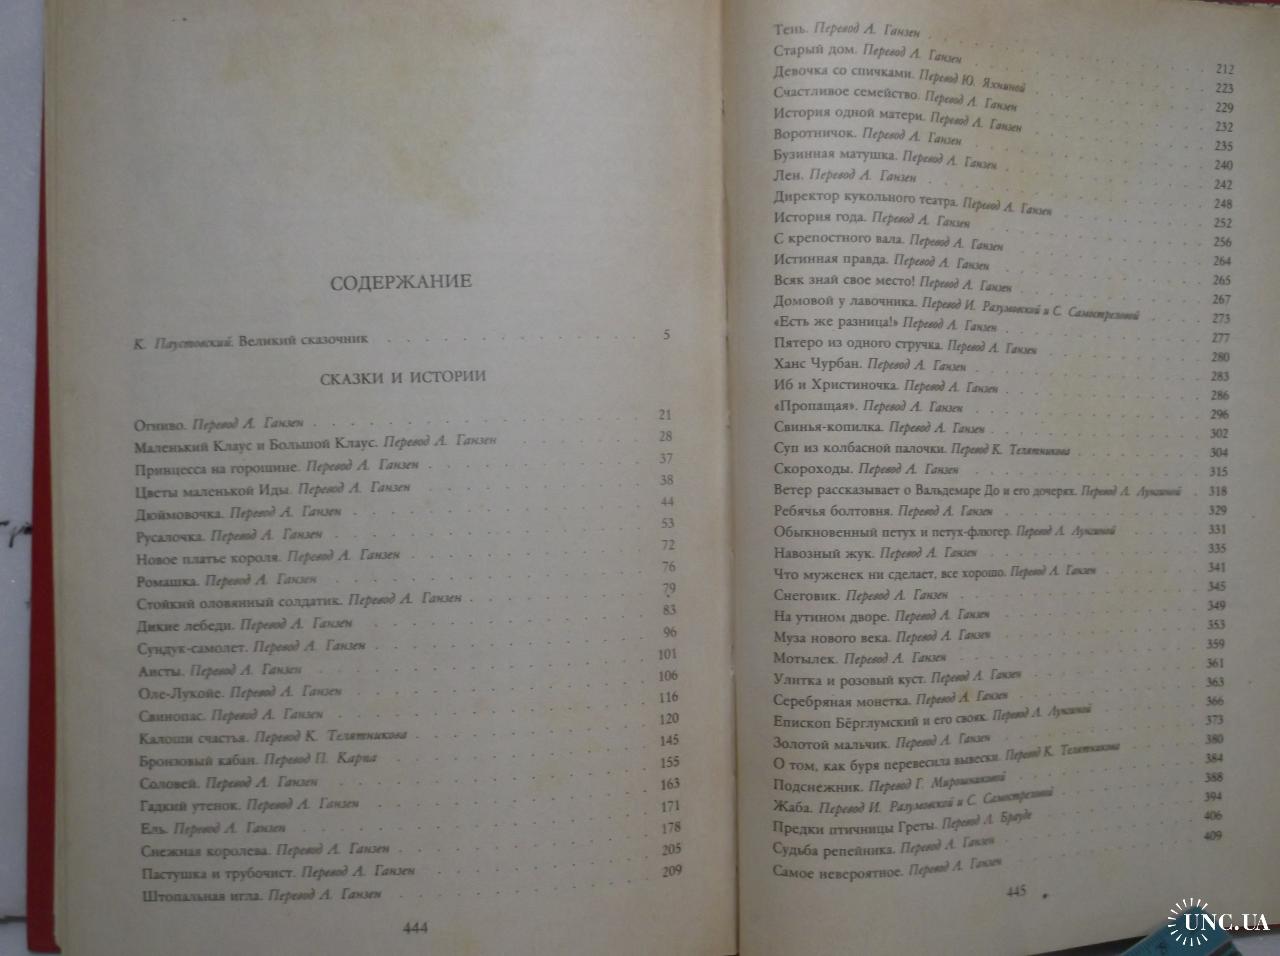 СОДЕРЖАНИЕ
К. Паустовский. Великий сказочник 5
СКАЗКИ И ИСТОРИИ
Огниво. Перевод А. Ганзен 21
Маленький Клаус и Большой Клаус. Перевод А. Ганзен 28
Принцесса на горошине. Перевод А. Ганзен 37
Цветы маленькой Иды. Перевод А. Ганзен 38
Дюймовочка. Перевод А. Ганзен 44
Русалочка. Перевод А. Ганзен 53
Новое платье короля. Перевод А. Ганзен 72
Ромашка. Перевод А. Ганзен 76
Стойкий оловянный солдатик. Перевод А. Ганзен 79
Дикие лебеди. Перевод А. Ганзен 83
Сундук-самолет. Перевод А. Ганзен 96
Аисты. Перевод А. Ганзен 101
Оле-Лукойе. Перевод А. Ганзен 106
Свинопас. Перевод А. Ганзен 116
Калоши счастья. Перевод К. Телятникова 120
Бронзовый кабан. Перевод П. Карпа 145
Соловей. Перевод А. Ганзен 155
Гадкий утенок. Перевод А. Ганзен 163
Ель. Перевод А. Ганзен 171
Снежная королева. Перевод А. Ганзен 178
Пастушка и трубочист. Перевод А. Ганзен 205
Штопальная игла. Перевод А. Ганзен 209
444
Тень. Перевод А. Ганзен 212
Старый дом. Перевод А. Ганзен 223
Девочка со спичками. Перевод Ю. Яхниной 229
Счастливое семейство. Перевод А. Ганзен 232
История одной матери. Перевод А. Ганзен 235
Воротничок. Перевод А. Ганзен 240
Бузинная матушка. Перевод А. Ганзен 242
Лен. Перевод А. Ганзен 248
Директор кукольного театра. Перевод А. Ганзен 252
История года. Перевод А. Ганзен 256
С крепостного вала. Перевод А. Ганзен 264
Истинная правда. Перевод А. Ганзен 265
Всяк знай свое место! Перевод А. Ганзен 267
Домовой у лавочника. Перевод И. Разумовской и С. Самостреловой 273
«Есть же разница!» Перевод А. Ганзен 277
Пятеро из одного стручка. Перевод А. Ганзен 280
Ханс Чурбан. Перевод А. Ганзен 283
Иб и Христиночка. Перевод А. Ганзен 286
«Пропащая». Перевод А. Ганзен 296
Свинья-копилка. Перевод А. Ганзен 302
Суп из колбасной палочки. Перевод К. Телятникова 304
Скороходы. Перевод А. Ганзен 315
Ветер рассказывает о Вальдемаре До и его дочерях. Перевод Л. Лунгиной 318
Ребячья болтовня. Перевод А. Ганзен 329
Обыкновенный петух и петух-флюгер. Перевод Л. Лунгиной 331
Навозный жук. Перевод А. Ганзен 335
Что муженек ни сделает, все хорошо. Перевод А. Ганзен 341
Снеговик. Перевод А. Ганзен 345
На утином дворе. Перевод А. Ганзен 349
Муза нового века. Перевод А. Ганзен 353
Мотылек. Перевод А. Ганзен 359
Улитка и розовый куст. Перевод А. Ганзен 361
Серебряная монетка. Перевод А. Ганзен 363
Епископ Бёрглумский и его свояк. Перевод Л. Лунгиной 366
Золотой мальчик. Перевод А. Ганзен 373
О том, как буря перевесила вывески. Перевод К. Телятникова 380
Подснежник. Перевод Г. Мирошниковой 384
Жаба. Перевод И. Разумовской и С. Самостреловой 388
Предки птичницы Греты. Перевод Л. Брауде 394
Судьба репейника. Перевод А. Ганзен 406
Самое невероятное. Перевод А. Ганзен 409
445
UNC.UA